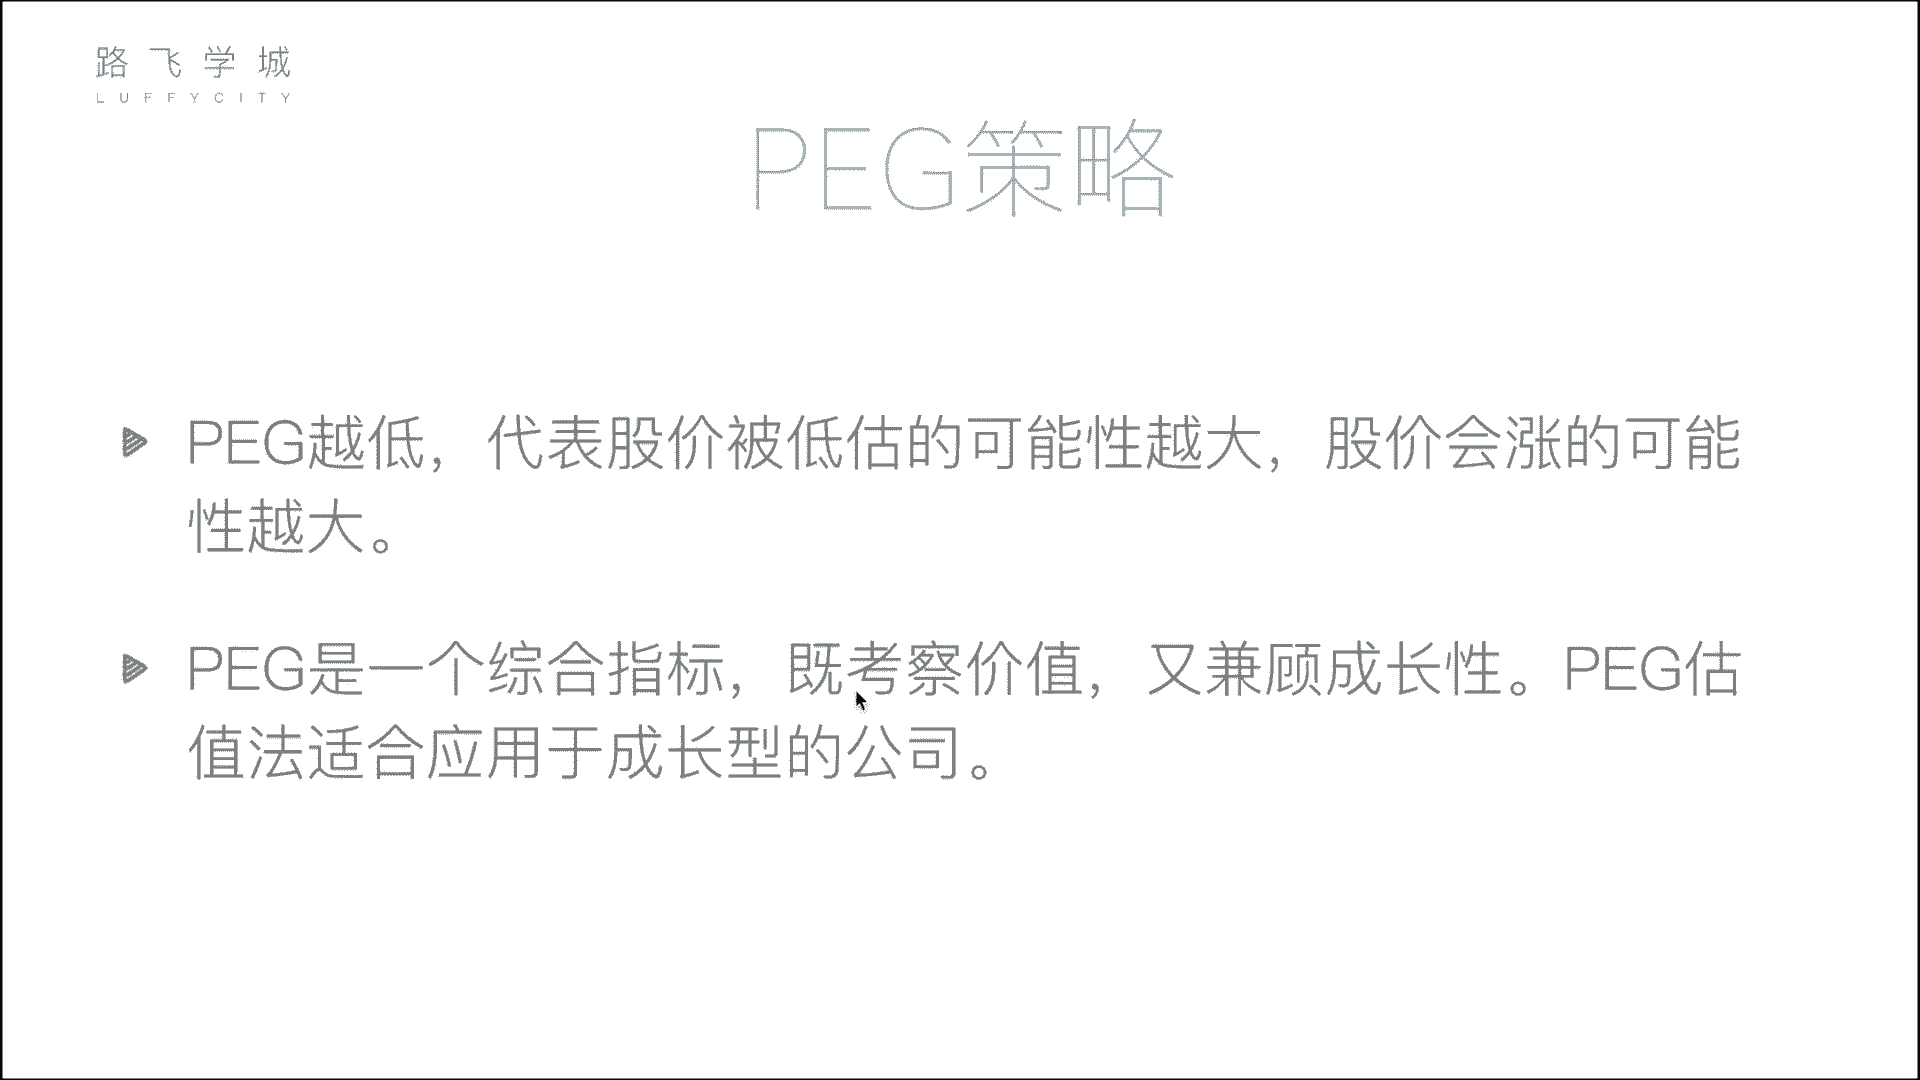 路飞学城
LUFFYCITY
PEG策略
PEG越低，代表股价被低估的可能性越大，股价会涨的可能
性越大。
PEG是一个综合指标，既考察价值，又兼顾成长性。PEG估
值法适合应用于成长型的公司。